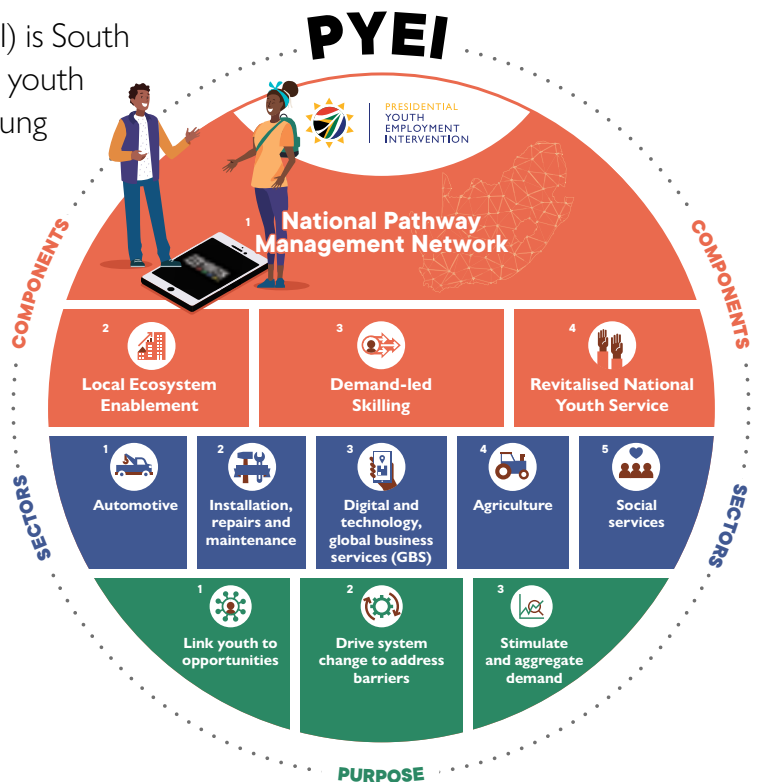 I) is South
youth
ung
PYEI
PRESIDENTIAL
YOUTH
EMPLOYMENT
INTERVENTION
1
National Pathway
Management Network
COMPONENTS
COMPONENTS
2
Local Ecosystem
Enablement
3
Demand-led
Skilling
4
Revitalised National
Youth Service
SECTORS
SECTORS
1
Automotive
2
Installation,
repairs and
maintenance
3
Digital and
technology,
global business
services (GBS)
4
Agriculture
5
Social
services
1
Link youth to
opportunities
2
Drive system
change to address
barriers
3
Stimulate
and aggregate
demand
PURPOSE